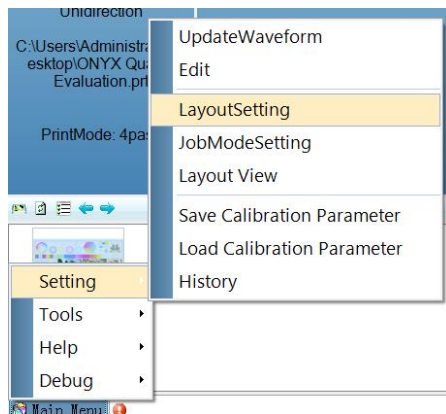 Unidirection
C:\Users\Administra
esktop\ONYX Qu
Evaluation.prt
PrintMode: 4pas
UpdateWaveform
Edit
LayoutSetting
JobModeSetting
Layout View
Save Calibration Parameter
Load Calibration Parameter
History
Setting
Tools
Help
Debug
Main Menu